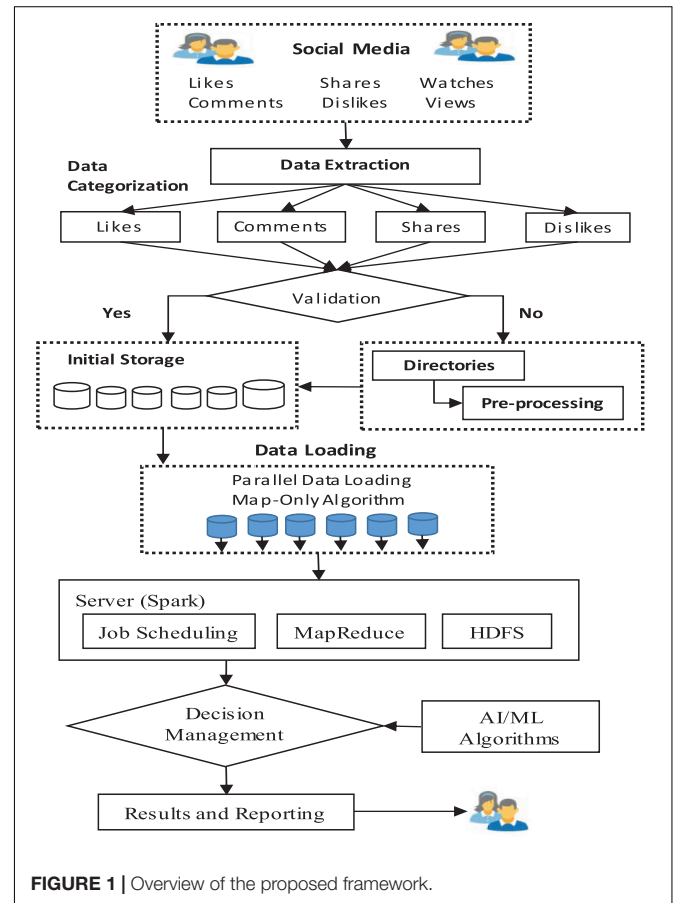 Social Media
Likes Shares Watches
Comments Dislikes Views
Data Extraction
Data
Categorization
Likes Comments Shares Dislikes
Validation
Yes No
Initial Storage
Directories
Pre-processing
Data Loading
Parallel Data Loading
Map-Only Algorithm
Server (Spark)
Job Scheduling MapReduce HDFS
Decision
Management
AI/ML
Algorithms
Results and Reporting
FIGURE 1 | Overview of the proposed framework.